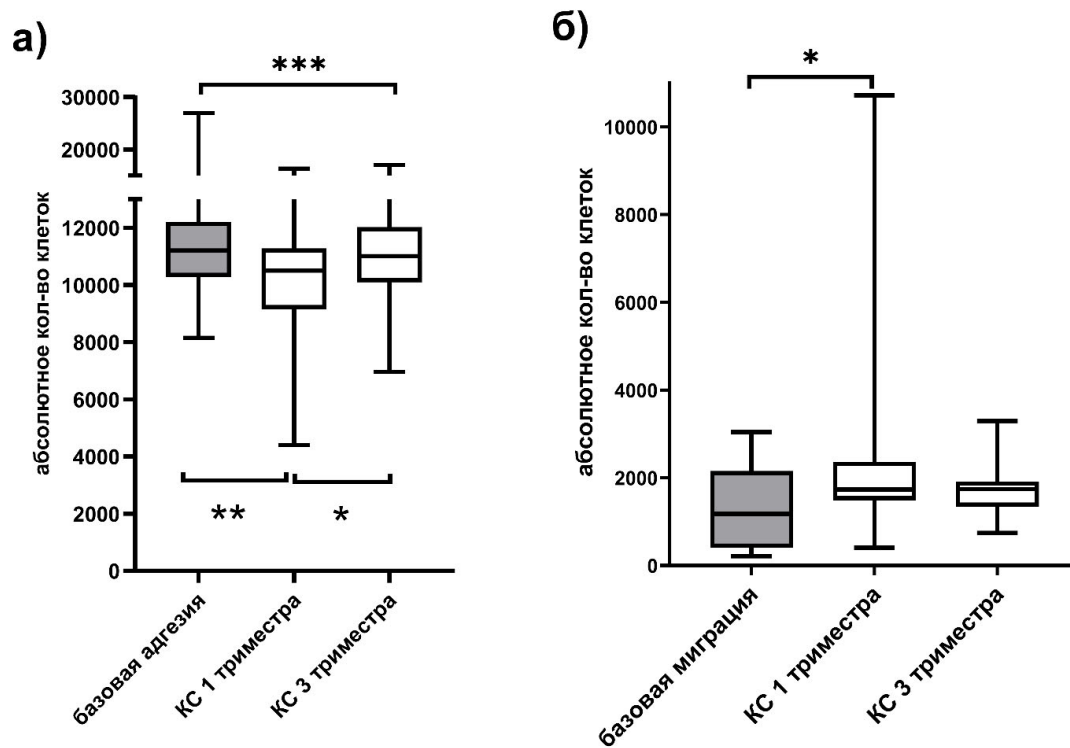 а)
***
30000
20000
12000
10000
8000
6000
4000
2000
0
абсолютное кол-во клеток
**
*
базовая адгезия
КС 1 триместра
КС 3 триместра
б)
*
10000
8000
6000
4000
2000
0
абсолютное кол-во клеток
базовая миграция
КС 1 триместра
КС 3 триместра